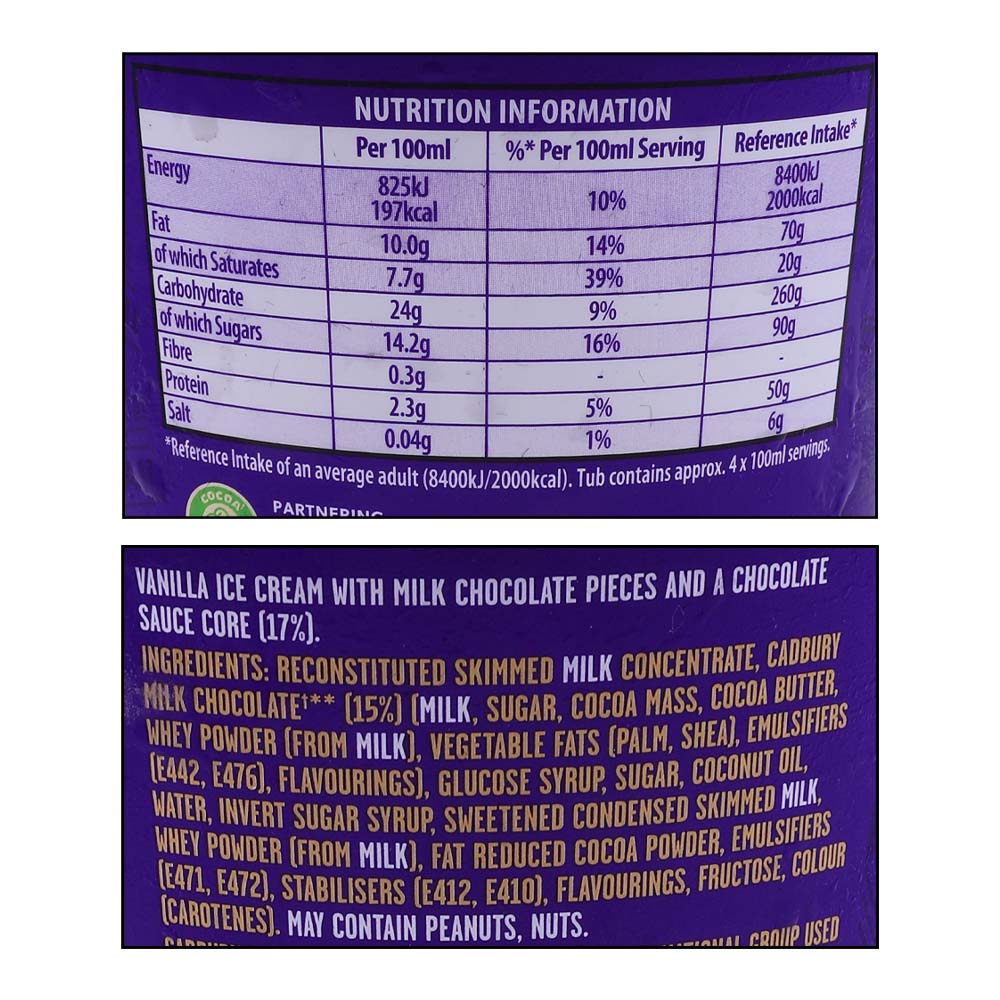 NUTRITION INFORMATION
Per 100ml %* Per 100ml Serving Reference Intake*
Energy 825kJ 197kcal 10% 8400kJ 2000kcal
Fat 10.0g 14% 70g
of which Saturates 7.7g 39% 20g
Carbohydrate 24g 9% 260g
of which Sugars 14.2g 16% 90g
Fibre 0.3g - -
Protein 2.3g 5% 50g
Salt 0.04g 1% 6g
*Reference Intake of an average adult (8400kJ/2000kcal). Tub contains approx. 4 x 100ml servings.
COCOA
PARTNERING
VANILLA ICE CREAM WITH MILK CHOCOLATE PIECES AND A CHOCOLATE
SAUCE CORE (17%).
INGREDIENTS: RECONSTITUTED SKIMMED MILK CONCENTRATE, CADBURY
MILK CHOCOLATE†** (15%) (MILK, SUGAR, COCOA MASS, COCOA BUTTER,
WHEY POWDER (FROM MILK), VEGETABLE FATS (PALM, SHEA), EMULSIFIERS
(E442, E476), FLAVOURINGS), GLUCOSE SYRUP, SUGAR, COCONUT OIL,
WATER, INVERT SUGAR SYRUP, SWEETENED CONDENSED SKIMMED MILK,
WHEY POWDER (FROM MILK), FAT REDUCED COCOA POWDER, EMULSIFIERS
(E471, E472), STABILISERS (E412, E410), FLAVOURINGS, FRUCTOSE, COLOUR
(CAROTENES). MAY CONTAIN PEANUTS, NUTS.
GROUP USED